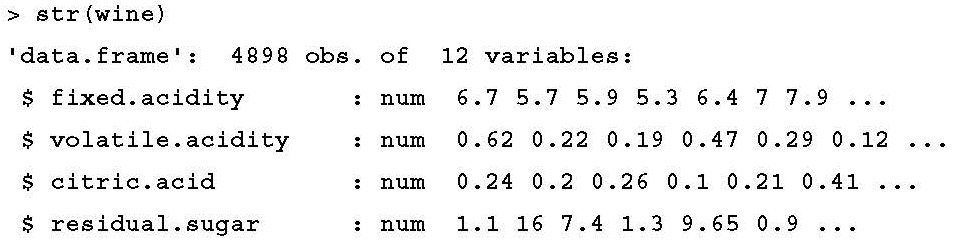 > str(wine)
'data.frame':  4898 obs. of  12 variables:
 $ fixed.acidity       : num  6.7 5.7 5.9 5.3 6.4 7 7.9 ...
 $ volatile.acidity    : num  0.62 0.22 0.19 0.47 0.29 0.12 ...
 $ citric.acid         : num  0.24 0.2 0.26 0.1 0.21 0.41 ...
 $ residual.sugar      : num  1.1 16 7.4 1.3 9.65 0.9 ...